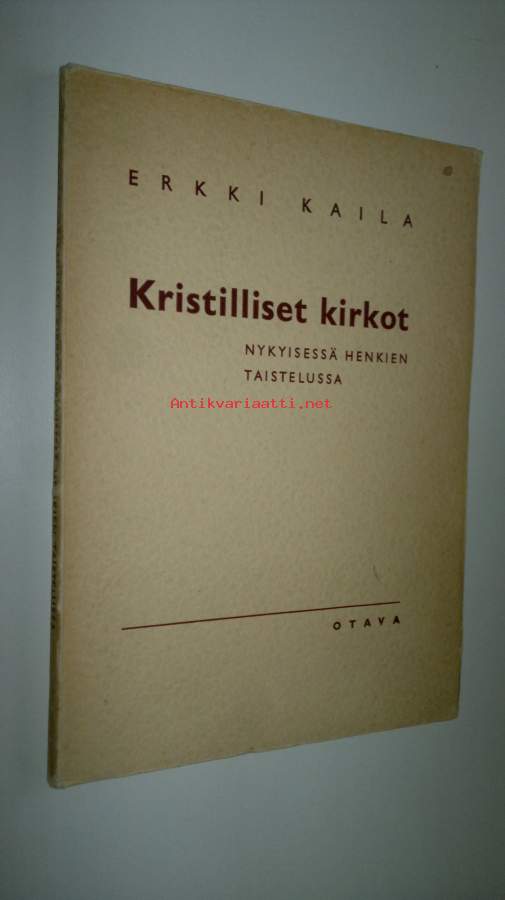 ERKKI KAILA
Kristilliset kirkot
NYKYISESSÄ HENKIEN
TAISTELUSSA
Antikvariaatti.net
OTAVA